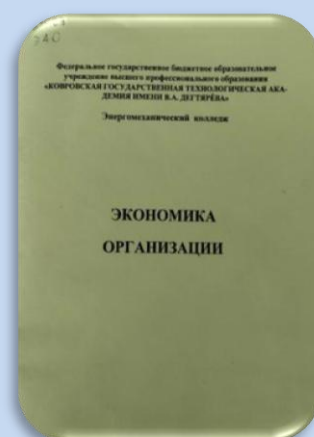 240
Федеральное государственное бюджетное образовательное
учреждение высшего профессионального образования
«КОВРОВСКАЯ ГОСУДАРСТВЕННАЯ ТЕХНОЛОГИЧЕСКАЯ АКА-
ДЕМИЯ ИМЕНИ В.А. ДЕГТЯРЁВА»
Энергомеханический колледж
ЭКОНОМИКА
ОРГАНИЗАЦИИ